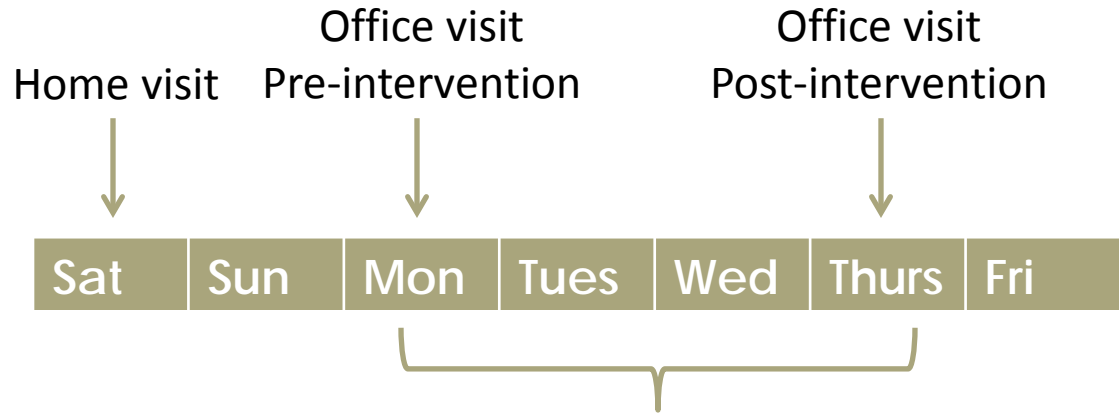 Home visit
Office visit
Pre-intervention
Office visit
Post-intervention
Sat Sun Mon Tues Wed Thurs Fri